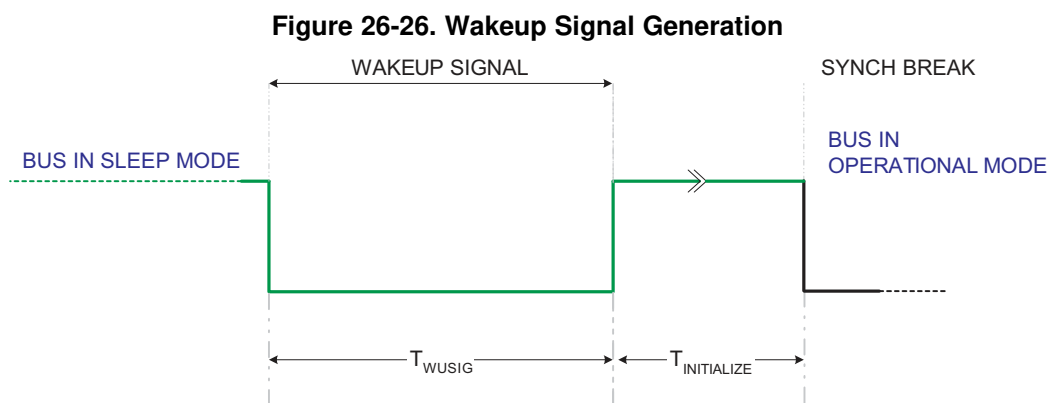 Figure 26-26. Wakeup Signal Generation
WAKEUP SIGNAL
SYNCH BREAK
BUS IN SLEEP MODE
BUS IN
OPERATIONAL MODE
TWUSIG
TINITIALIZE